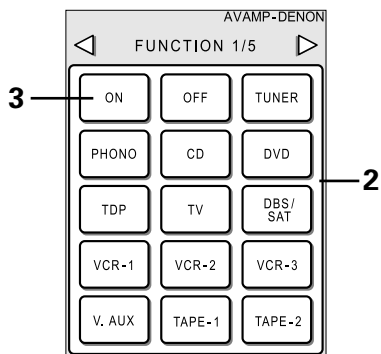 AVAMP-DENON
FUNCTION 1/5
3
ON OFF TUNER
PHONO CD DVD
2
TDP TV DBS/
SAT
VCR-1 VCR-2 VCR-3
V. AUX TAPE-1 TAPE-2